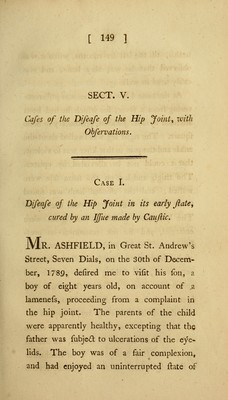 [ 149 ]
SECT. V.
Caſes of the Diſeaſe of the Hip Joint, with
Obſervations.
CASE I.
Diſeaſe of the Hip Joint in its early ſtate,
cured by an Iſſue made by Cauſtic.
MR. ASHFIELD, in Great St. Andrew's
Street, Seven Dials, on the 30th of Decem-
ber, 1789, deſired me to viſit his ſon, a
boy of eight years old, on account of a
lameneſs, proceeding from a complaint in
the hip joint. The parents of the child
were apparently healthy, excepting that the
father was ſubject to ulcerations of the eye-
lids. The boy was of a fair complexion,
and had enjoyed an uninterrupted ſtate of